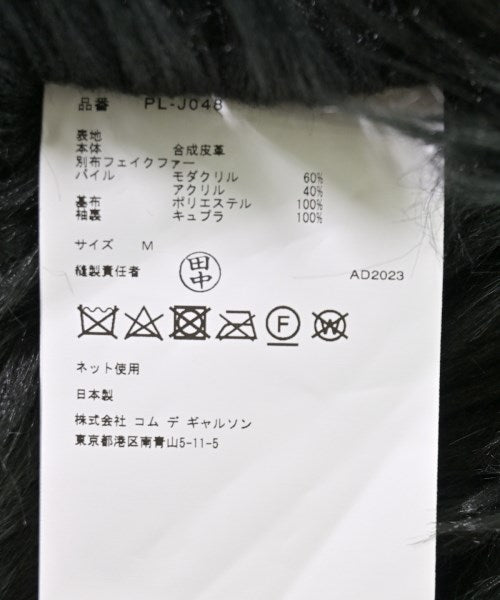 品番 PL-J048
表地
本体 合成皮革
別布フェイクファー
パイル モダクリル 60%
アクリル 40%
基布 ポリエステル 100%
袖裏 キュプラ 100%
サイズ M
縫製責任者 田中 AD2023
F W
ネット使用
日本製
株式会社 コム デ ギャルソン
東京都港区南青山5-11-5